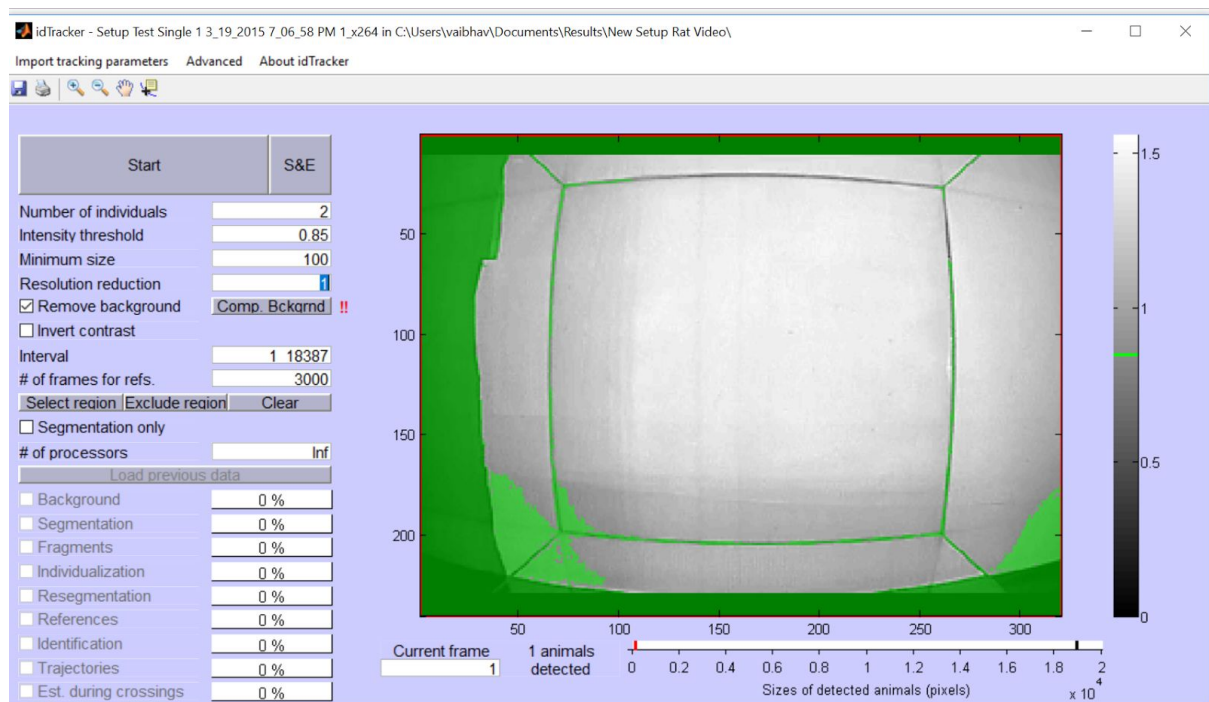 idTracker - Setup Test Single 1 3_19_2015 7_06_58 PM 1_x264 in C:\Users\vaibhav\Documents\Results\New Setup Rat Video\
Import tracking parameters Advanced About idTracker
Start S&E
Number of individuals 2
Intensity threshold 0.85
Minimum size 100
Resolution reduction 1
Remove background Comp. Bckgrnd !!
Invert contrast
Interval 1 18387
# of frames for refs. 3000
Select region Exclude region Clear
Segmentation only
# of processors Inf
Load previous data
Background 0 %
Segmentation 0 %
Fragments 0 %
Individualization 0 %
Resegmentation 0 %
References 0 %
Identification 0 %
Trajectories 0 %
Est. during crossings 0 %
50
100
150
200
50 100 150 200 250 300
1.5
1
0.5
0
Current frame 1 animals
1 detected
0 0.2 0.4 0.6 0.8 1 1.2 1.4 1.6 1.8 2
Sizes of detected animals (pixels) x 10^4